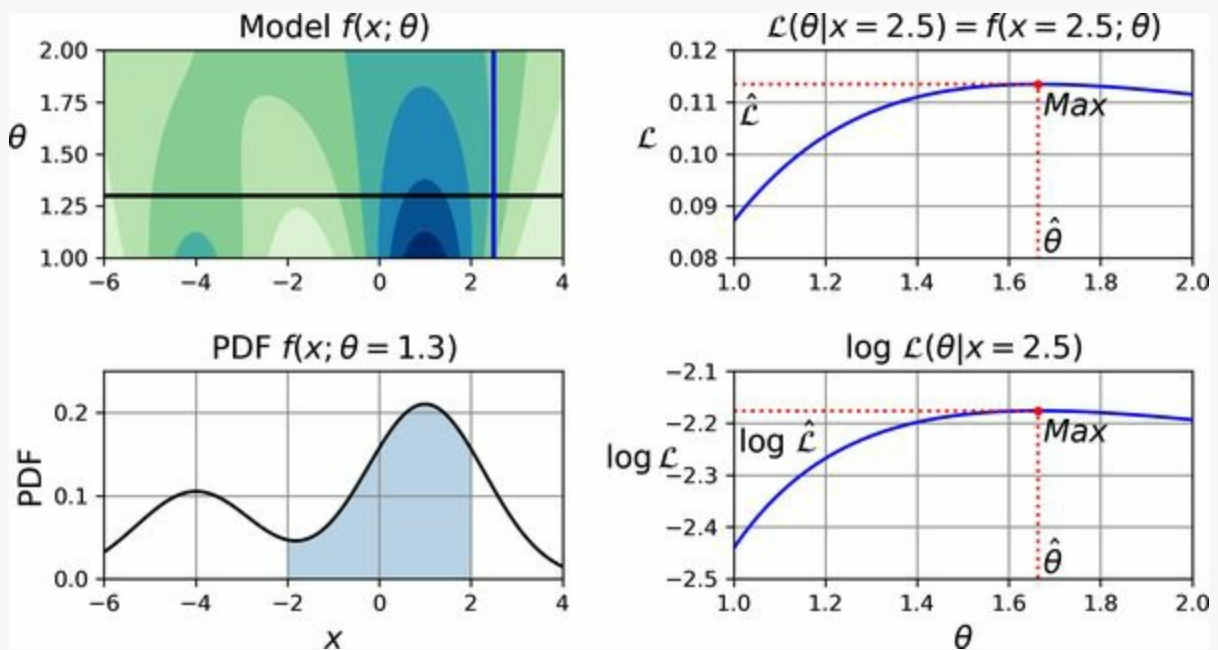 Model f(x; θ)
2.00
1.75
θ
1.50
1.25
1.00
−6 −4 −2 0 2 4
ℒ(θ|x = 2.5) = f(x = 2.5; θ)
0.12
0.11
ℒ
0.10
0.09
0.08
ℒ̂
Max
θ̂
1.0 1.2 1.4 1.6 1.8 2.0
PDF f(x; θ = 1.3)
0.2
PDF
0.1
0.0
−6 −4 −2 0 2 4
x
log ℒ(θ|x = 2.5)
−2.1
−2.2
log ℒ
−2.3
−2.4
−2.5
log ℒ̂
Max
θ̂
1.0 1.2 1.4 1.6 1.8 2.0
θ